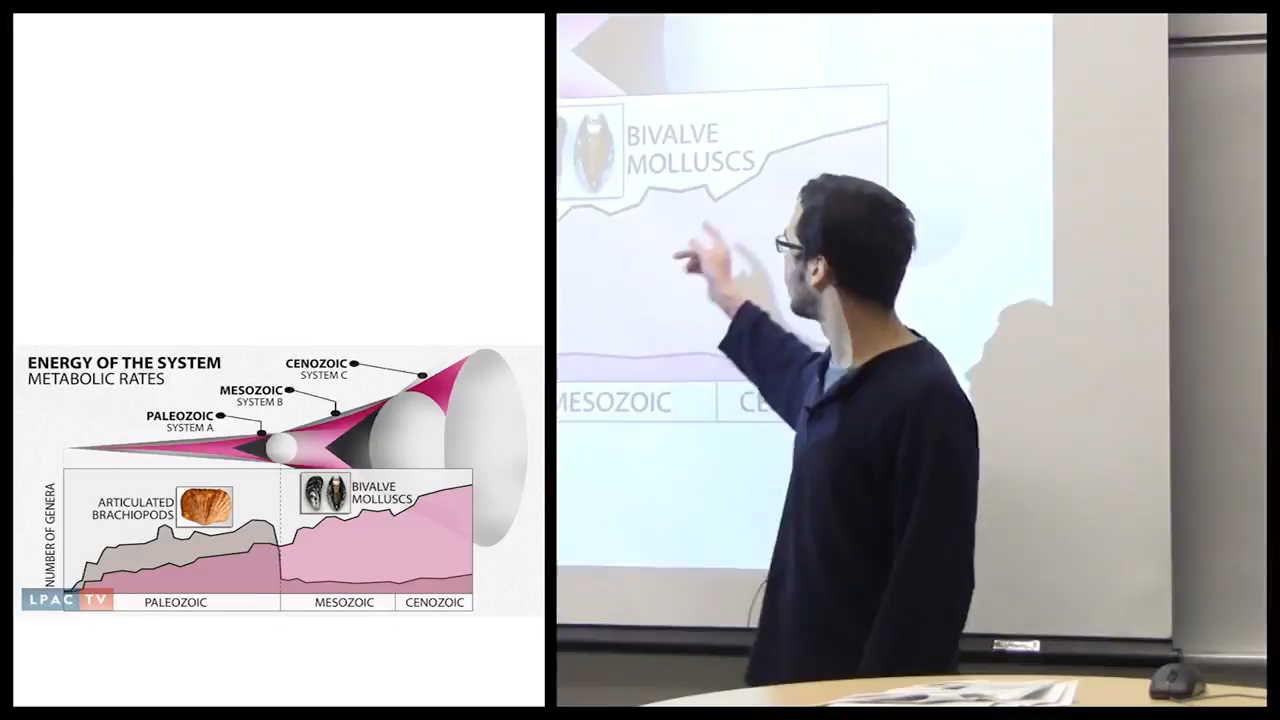 ENERGY OF THE SYSTEM
METABOLIC RATES
CENOZOIC
SYSTEM C
MESOZOIC
SYSTEM B
PALEOZOIC
SYSTEM A
NUMBER OF GENERA
ARTICULATED
BRACHIOPODS
BIVALVE
MOLLUSCS
LPAC TV
PALEOZOIC
MESOZOIC
CENOZOIC
BIVALVE
MOLLUSCS
MESOZOIC
CE